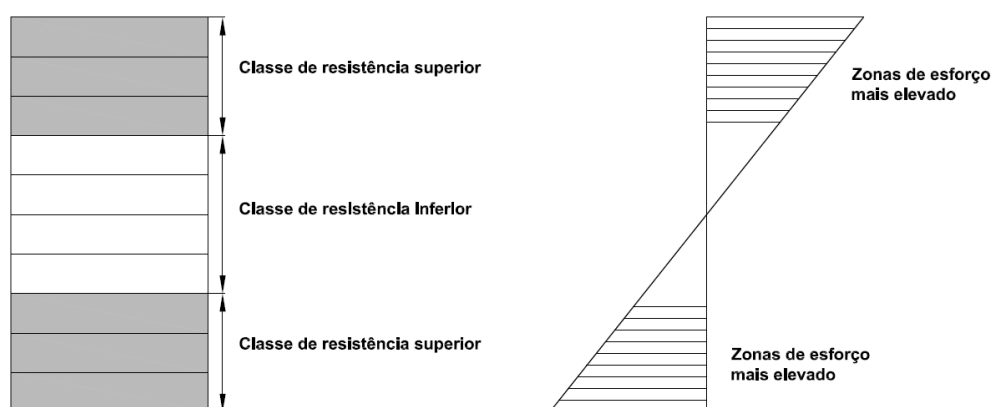 Classe de resistência superior
Classe de resistência Inferior
Classe de resistência superior
Zonas de esforço
mais elevado
Zonas de esforço
mais elevado